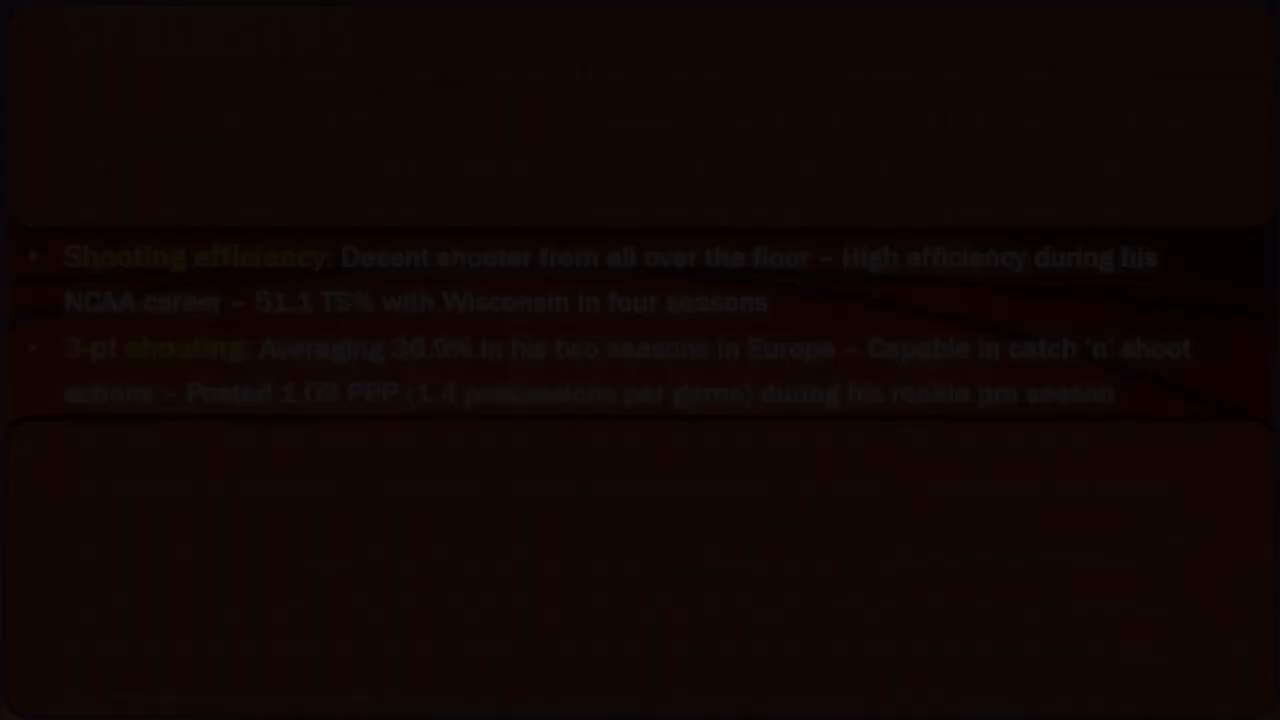 • Shooting efficiency: Decent shooter from all over the floor – High efficiency during his
NCAA career – 51.1 TS% with Wisconsin in four seasons
• 3-pt shooting: Averaging 36.9% in his two seasons in Europe – Capable in catch 'n' shoot
actions – Posted 1.08 PPP (1.4 possessions per game) during his rookie pro season